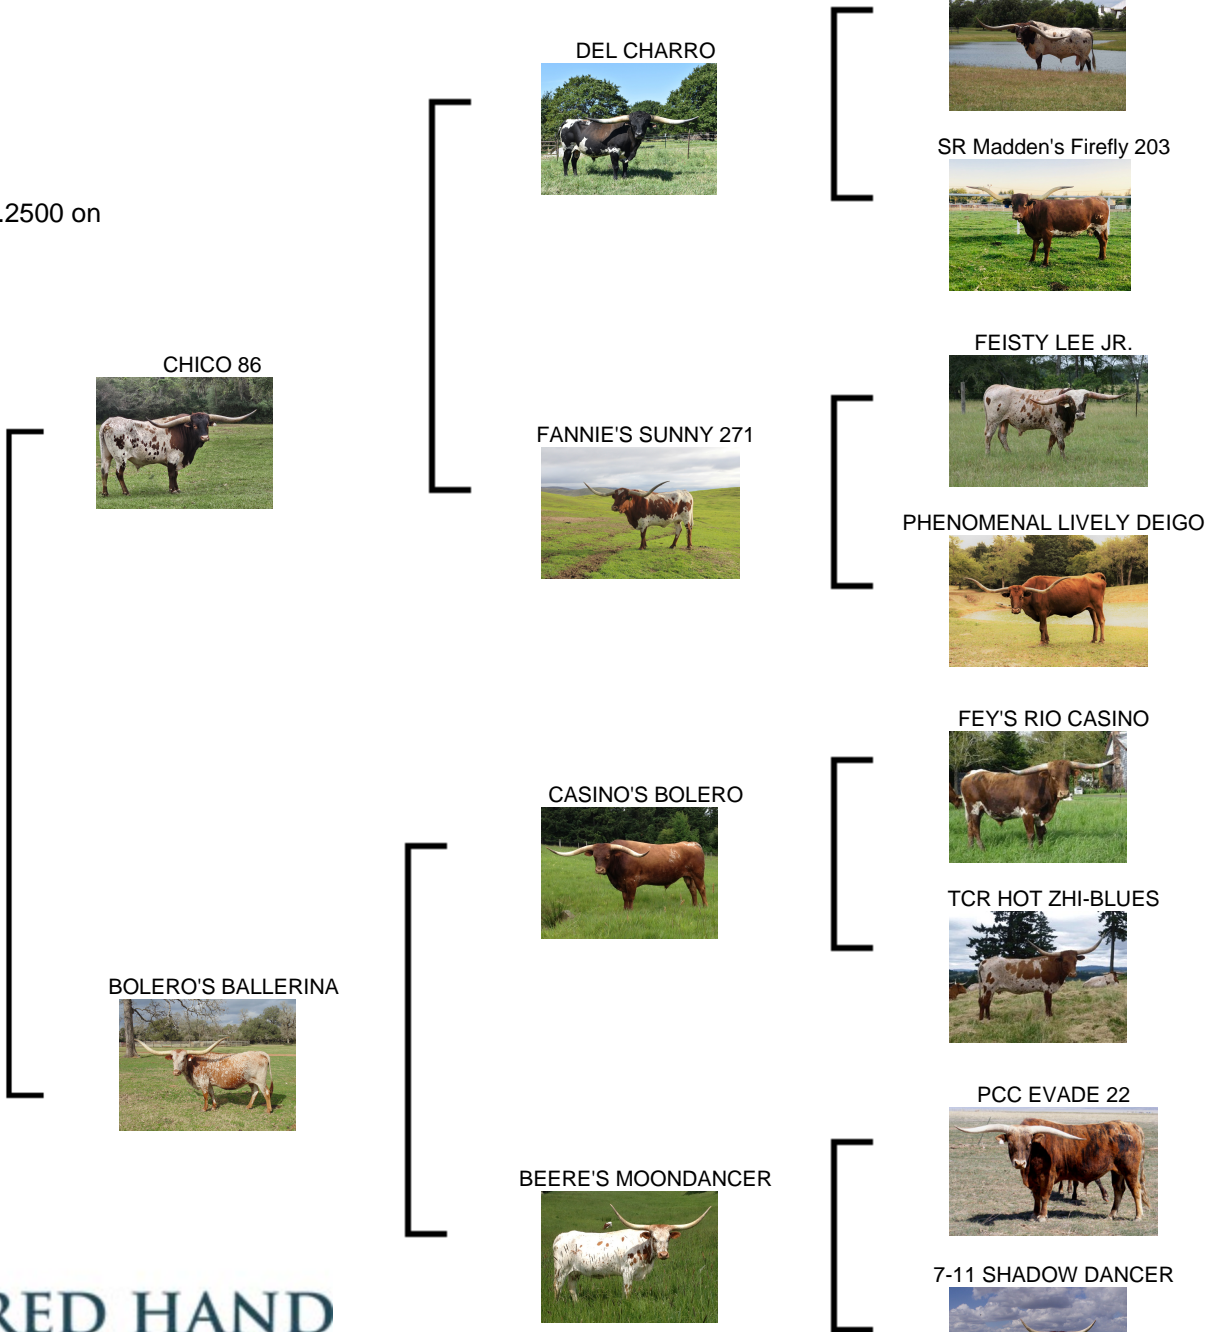 DEL CHARRO
SR Madden's Firefly 203
.2500 on
FEISTY LEE JR.
CHICO 86
FANNIE'S SUNNY 271
PHENOMENAL LIVELY DEIGO
FEY'S RIO CASINO
CASINO'S BOLERO
TCR HOT ZHI-BLUES
BOLERO'S BALLERINA
PCC EVADE 22
BEERE'S MOONDANCER
7-11 SHADOW DANCER
RED HAND